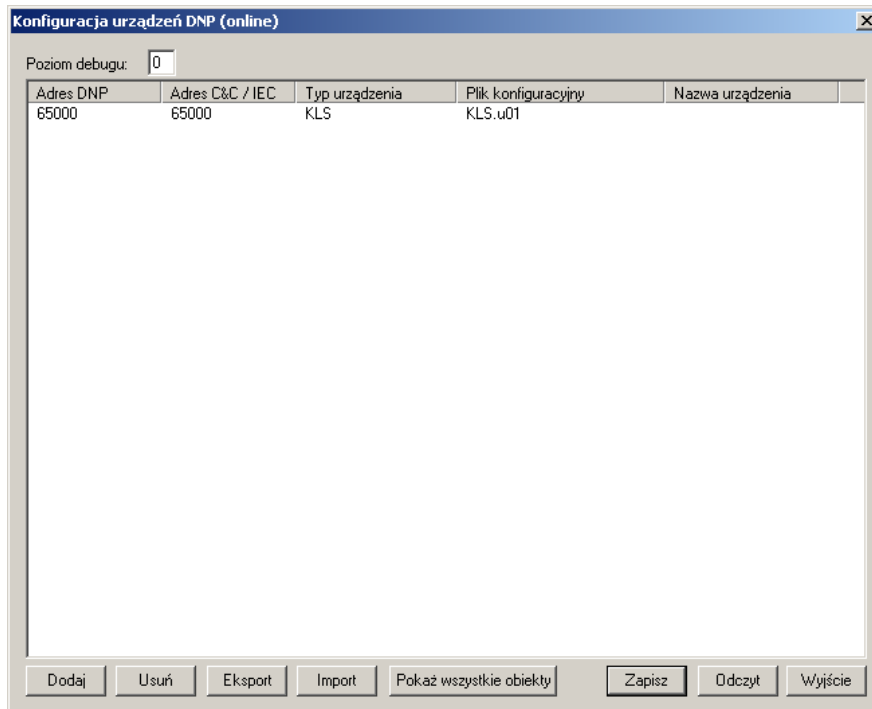 Konfiguracja urządzeń DNP (online)
Poziom debugu: 0
Adres DNP Adres C&C / IEC Typ urządzenia Plik konfiguracyjny Nazwa urządzenia
65000 65000 KLS KLS.u01
Dodaj Usuń Eksport Import Pokaż wszystkie obiekty Zapisz Odczyt Wyjście